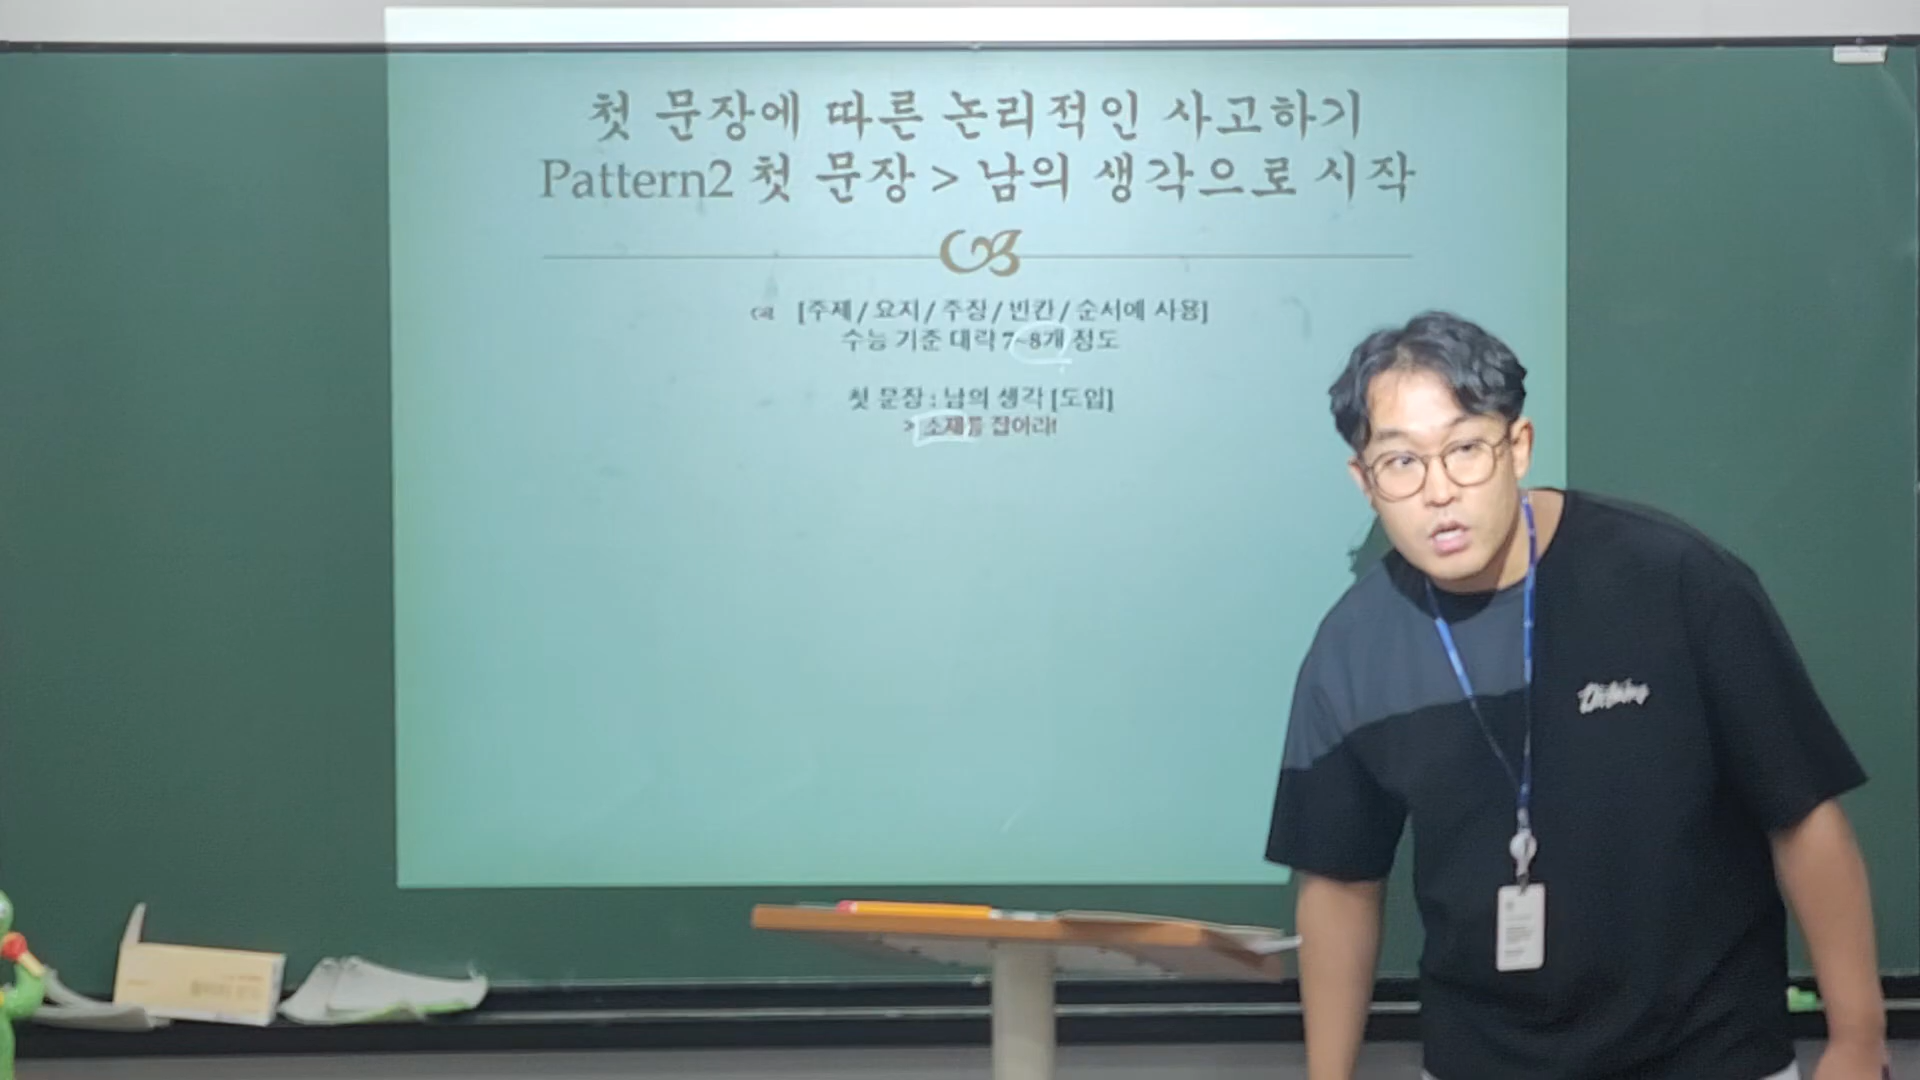 첫 문장에 따른 논리적인 사고하기
Pattern2 첫 문장 > 남의 생각으로 시작
[주제 / 요지 / 주장 / 빈칸 / 순서에 사용]
수능 기준 대략 7~8개 정도
첫 문장 : 남의 생각 [도입]
> 소재를 잡아라!